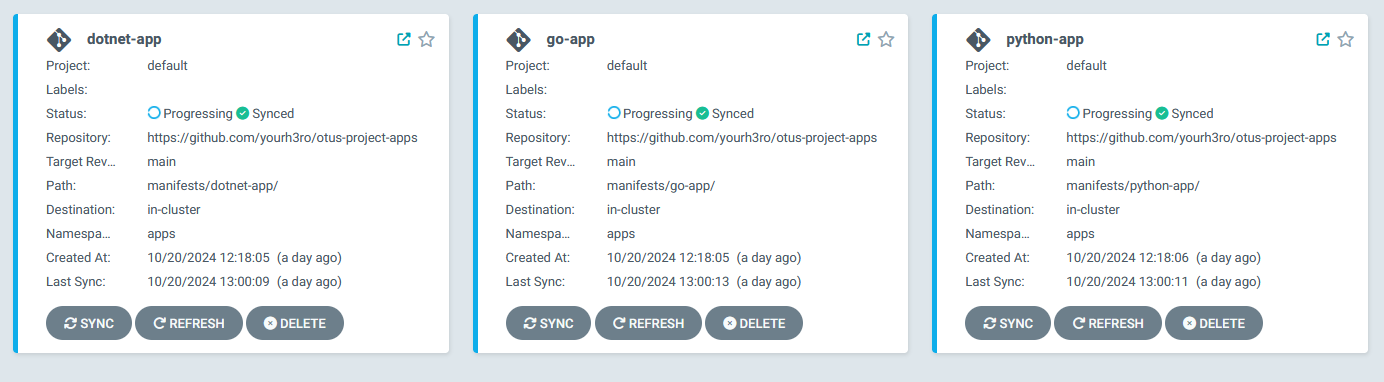 dotnet-app
Project: default
Labels:
Status: Progressing Synced
Repository: https://github.com/yourh3ro/otus-project-apps
Target Rev... main
Path: manifests/dotnet-app/
Destination: in-cluster
Namespa... apps
Created At: 10/20/2024 12:18:05 (a day ago)
Last Sync: 10/20/2024 13:00:09 (a day ago)
SYNC REFRESH DELETE
go-app
Project: default
Labels:
Status: Progressing Synced
Repository: https://github.com/yourh3ro/otus-project-apps
Target Rev... main
Path: manifests/go-app/
Destination: in-cluster
Namespa... apps
Created At: 10/20/2024 12:18:05 (a day ago)
Last Sync: 10/20/2024 13:00:13 (a day ago)
SYNC REFRESH DELETE
python-app
Project: default
Labels:
Status: Progressing Synced
Repository: https://github.com/yourh3ro/otus-project-apps
Target Rev... main
Path: manifests/python-app/
Destination: in-cluster
Namespa... apps
Created At: 10/20/2024 12:18:06 (a day ago)
Last Sync: 10/20/2024 13:00:11 (a day ago)
SYNC REFRESH DELETE